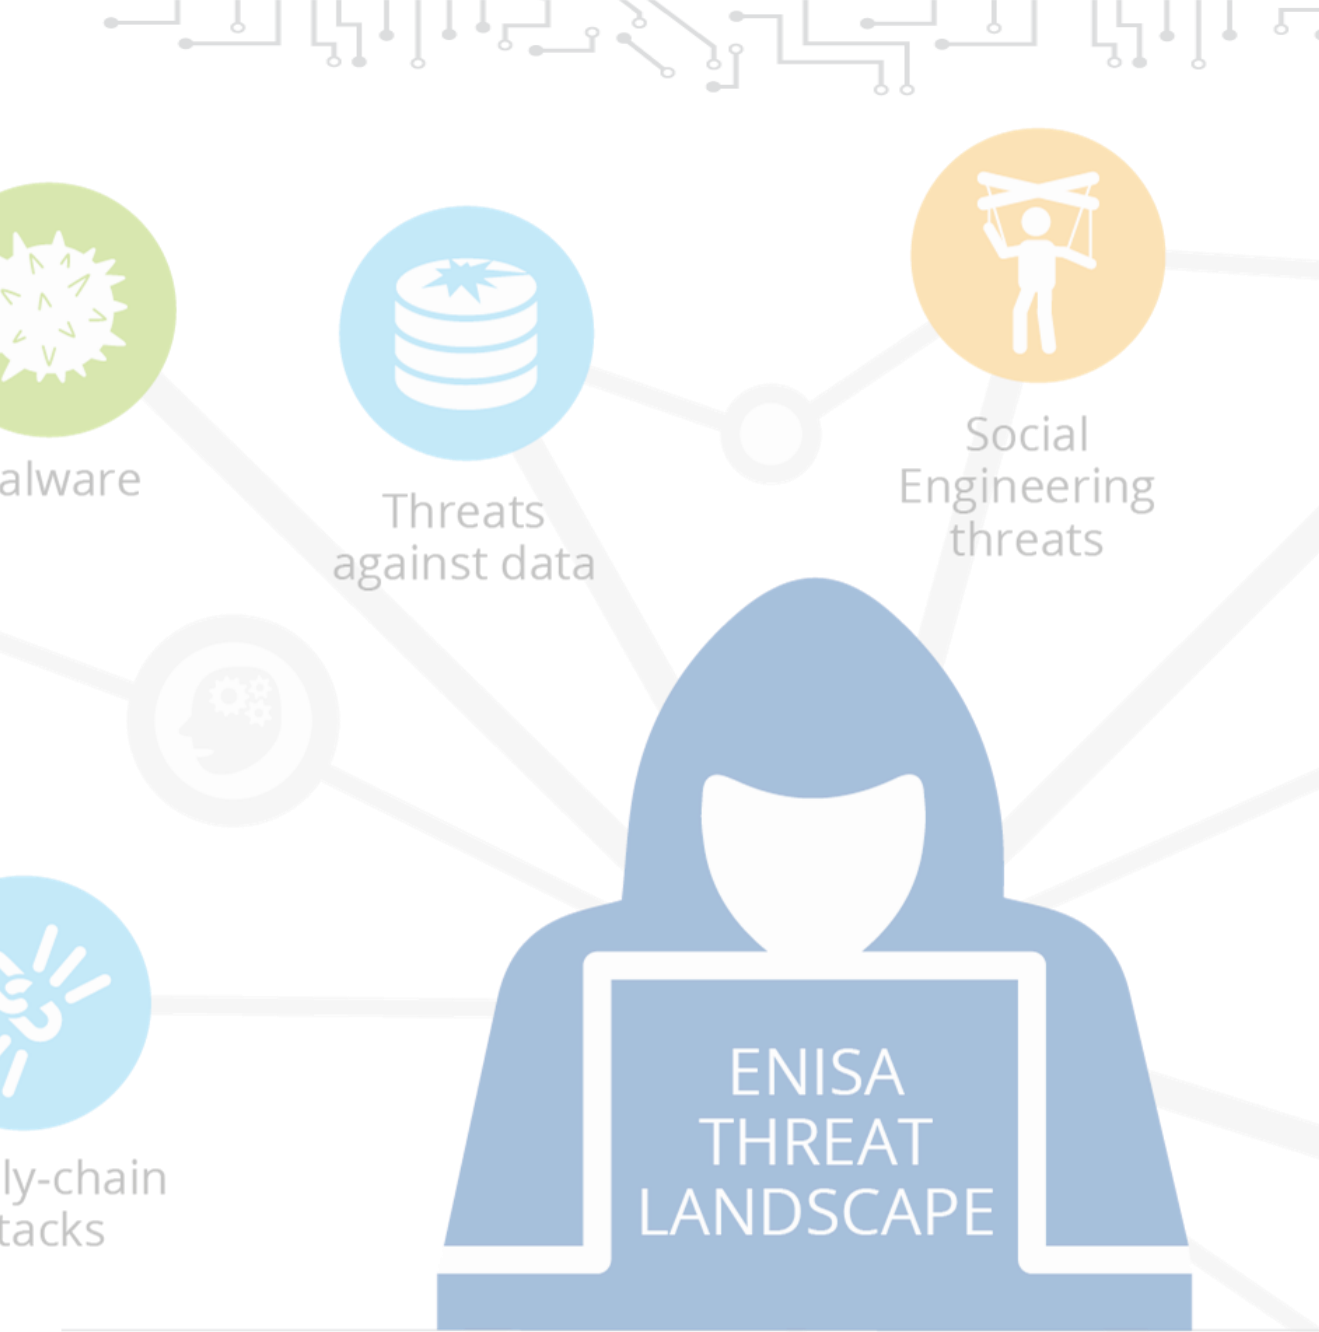 alware
Threats
against data
Social
Engineering
threats
ly-chain
tacks
ENISA
THREAT
LANDSCAPE